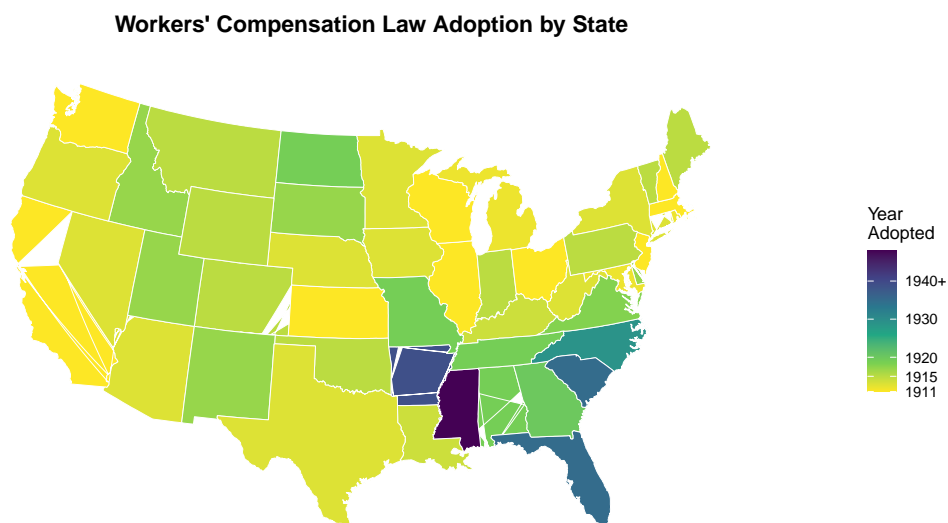 Workers' Compensation Law Adoption by State
Year
Adopted
1940+
1930
1920
1915
1911